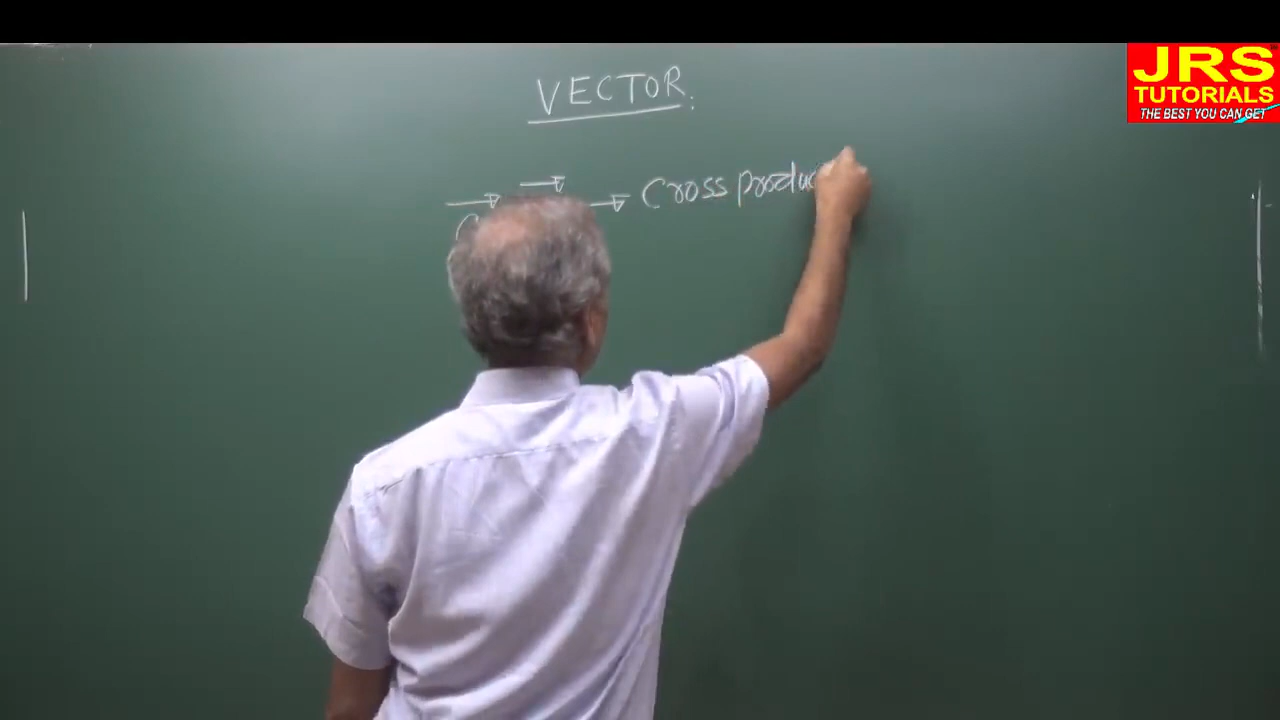 JRS
TUTORIALS
THE BEST YOU CAN GET
VECTOR:
Cross produc